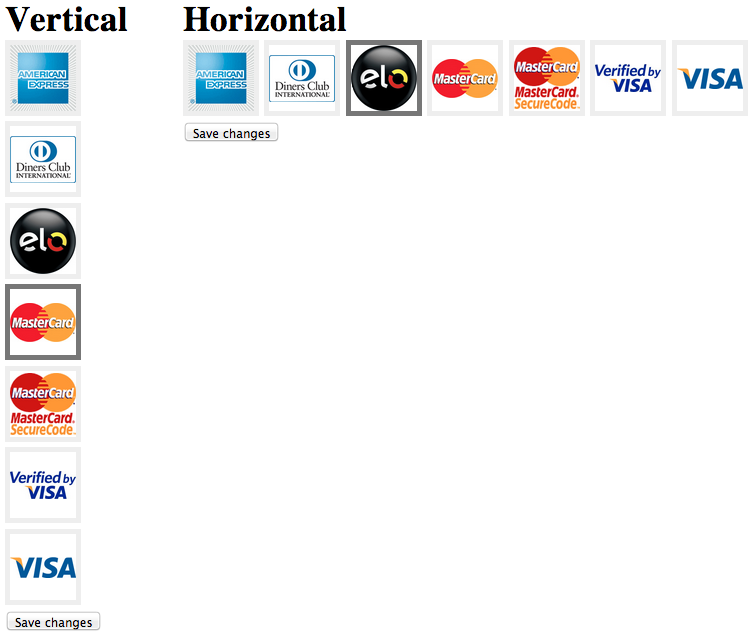 Vertical
AMERICAN
EXPRESS
®
Diners Club
INTERNATIONAL®
elo
MasterCard
MasterCard
MasterCard.
SecureCode.
Verified by
VISA
VISA
Save changes
Horizontal
AMERICAN
EXPRESS
®
Diners Club
INTERNATIONAL®
elo
MasterCard
MasterCard
MasterCard.
SecureCode.
Verified by
VISA
VISA
Save changes